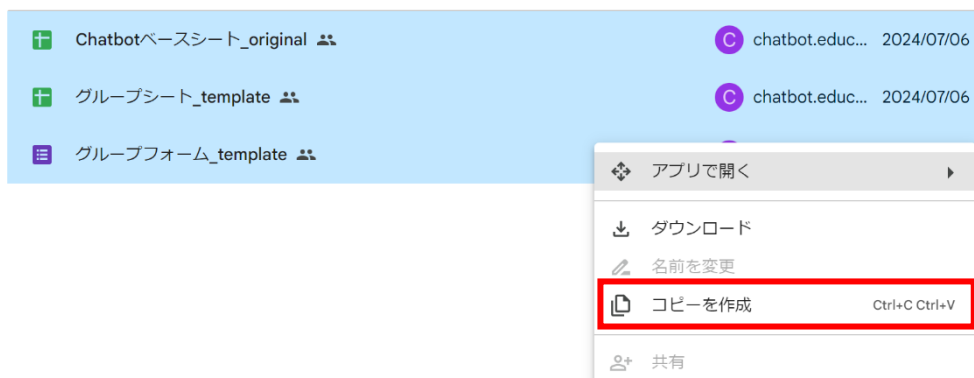 Chatbotベースシート_original C chatbot.educ... 2024/07/06
グループシート_template C chatbot.educ... 2024/07/06
グループフォーム_template
アプリで開く
ダウンロード
名前を変更
コピーを作成 Ctrl+C Ctrl+V
共有